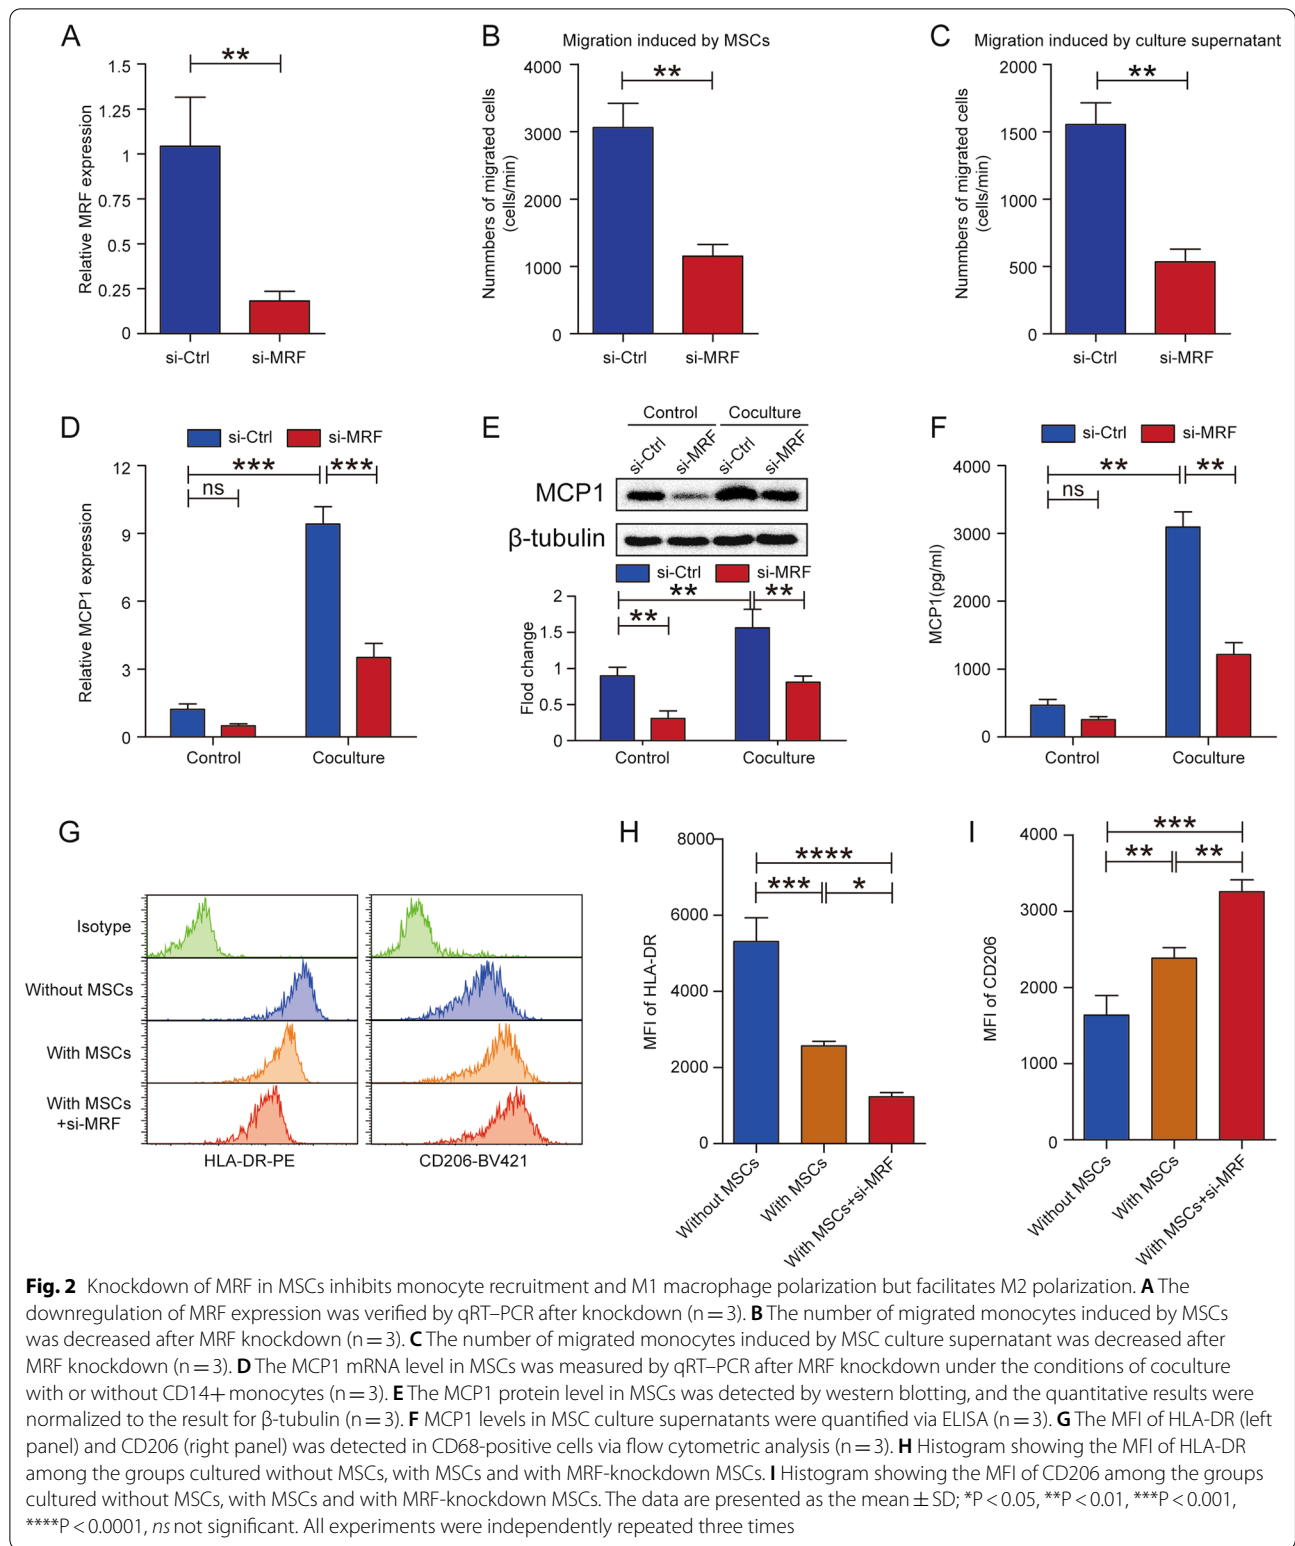 A
**
1.5
1.25
1
0.75
0.5
0.25
0
Relative MRF expression
si-Ctrl si-MRF
B
Migration induced by MSCs
**
4000
3000
2000
1000
0
Nummbers of migrated cells
(cells/min)
si-Ctrl si-MRF
C
Migration induced by culture supernatant
**
2000
1500
1000
500
0
Numbers of migrated cells
(cells/min)
si-Ctrl si-MRF
D
si-Ctrl si-MRF
*** ***
ns
12
9
6
3
0
Relative MCP1 expression
Control Coculture
E
Control Coculture
si-Ctrl si-MRF si-Ctrl si-MRF
MCP1
β-tubulin
si-Ctrl si-MRF
** **
**
2
1.5
1
0.5
0
Flod change
Control Coculture
F
si-Ctrl si-MRF
** **
ns
4000
3000
2000
1000
0
MCP1(pg/ml)
Control Coculture
G
Isotype
Without MSCs
With MSCs
With MSCs
+si-MRF
HLA-DR-PE CD206-BV421
H
****
*** *
8000
6000
4000
2000
0
MFI of HLA-DR
Without MSCs With MSCs With MSCs+si-MRF
I
***
** **
4000
3000
2000
1000
0
MFI of CD206
Without MSCs With MSCs With MSCs+si-MRF
Fig. 2 Knockdown of MRF in MSCs inhibits monocyte recruitment and M1 macrophage polarization but facilitates M2 polarization. A The
downregulation of MRF expression was verified by qRT–PCR after knockdown (n = 3). B The number of migrated monocytes induced by MSCs
was decreased after MRF knockdown (n = 3). C The number of migrated monocytes induced by MSC culture supernatant was decreased after
MRF knockdown (n = 3). D The MCP1 mRNA level in MSCs was measured by qRT–PCR after MRF knockdown under the conditions of coculture
with or without CD14+ monocytes (n = 3). E The MCP1 protein level in MSCs was detected by western blotting, and the quantitative results were
normalized to the result for β-tubulin (n = 3). F MCP1 levels in MSC culture supernatants were quantified via ELISA (n = 3). G The MFI of HLA-DR (left
panel) and CD206 (right panel) was detected in CD68-positive cells via flow cytometric analysis (n = 3). H Histogram showing the MFI of HLA-DR
among the groups cultured without MSCs, with MSCs and with MRF-knockdown MSCs. I Histogram showing the MFI of CD206 among the groups
cultured without MSCs, with MSCs and with MRF-knockdown MSCs. The data are presented as the mean ± SD; *P < 0.05, **P < 0.01, ***P < 0.001,
****P < 0.0001, ns not significant. All experiments were independently repeated three times